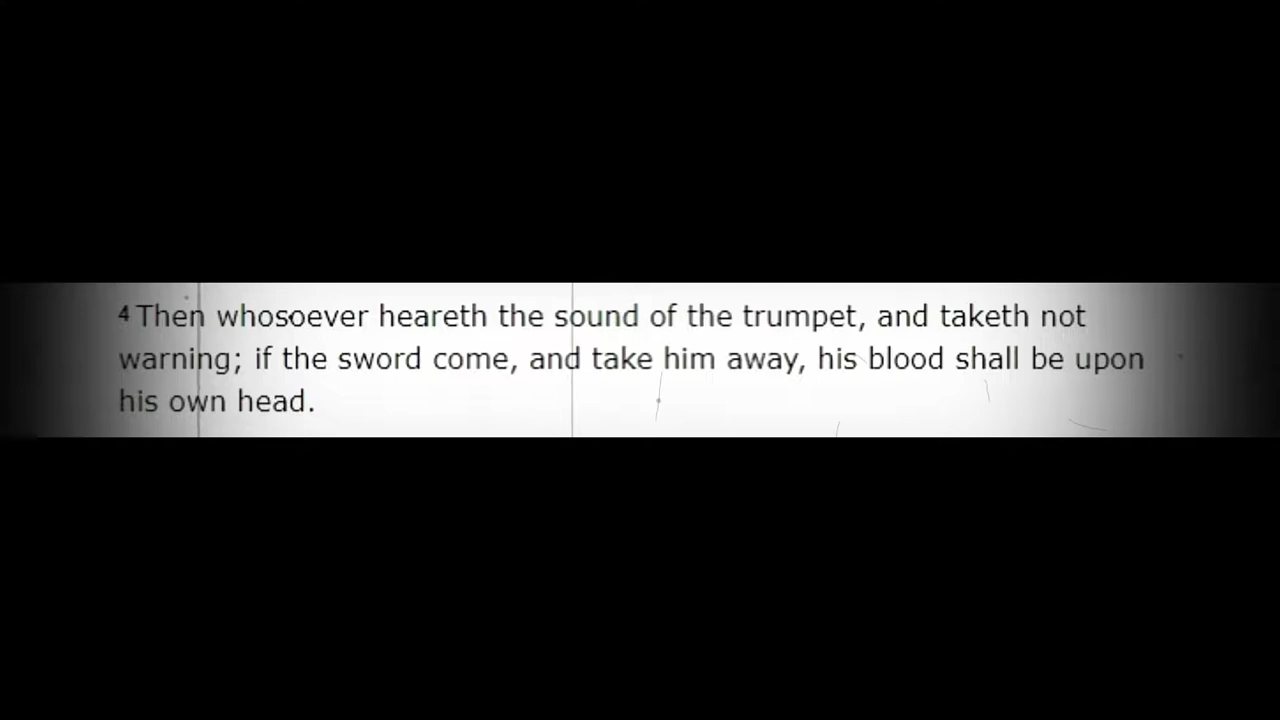 4 Then whosoever heareth the sound of the trumpet, and taketh not
warning; if the sword come, and take him away, his blood shall be upon
his own head.